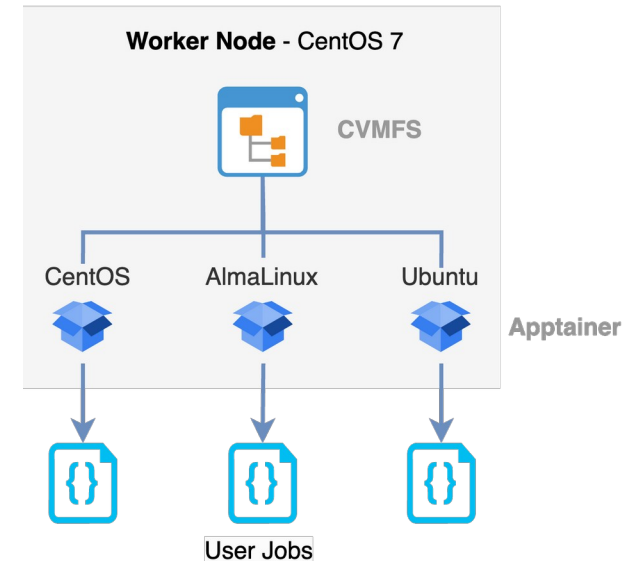 Worker Node - CentOS 7
CVMFS
CentOS
AlmaLinux
Ubuntu
Apptainer
{}
{}
{}
User Jobs